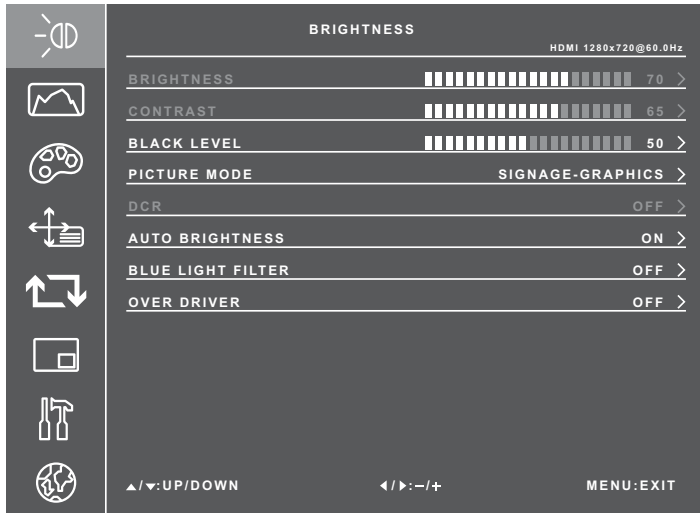 BRIGHTNESS
HDMI 1280x720@60.0Hz
BRIGHTNESS 70
CONTRAST 65
BLACK LEVEL 50
PICTURE MODE SIGNAGE-GRAPHICS
DCR OFF
AUTO BRIGHTNESS ON
BLUE LIGHT FILTER OFF
OVER DRIVER OFF
▲/▼:UP/DOWN ◀/▶:−/+ MENU:EXIT